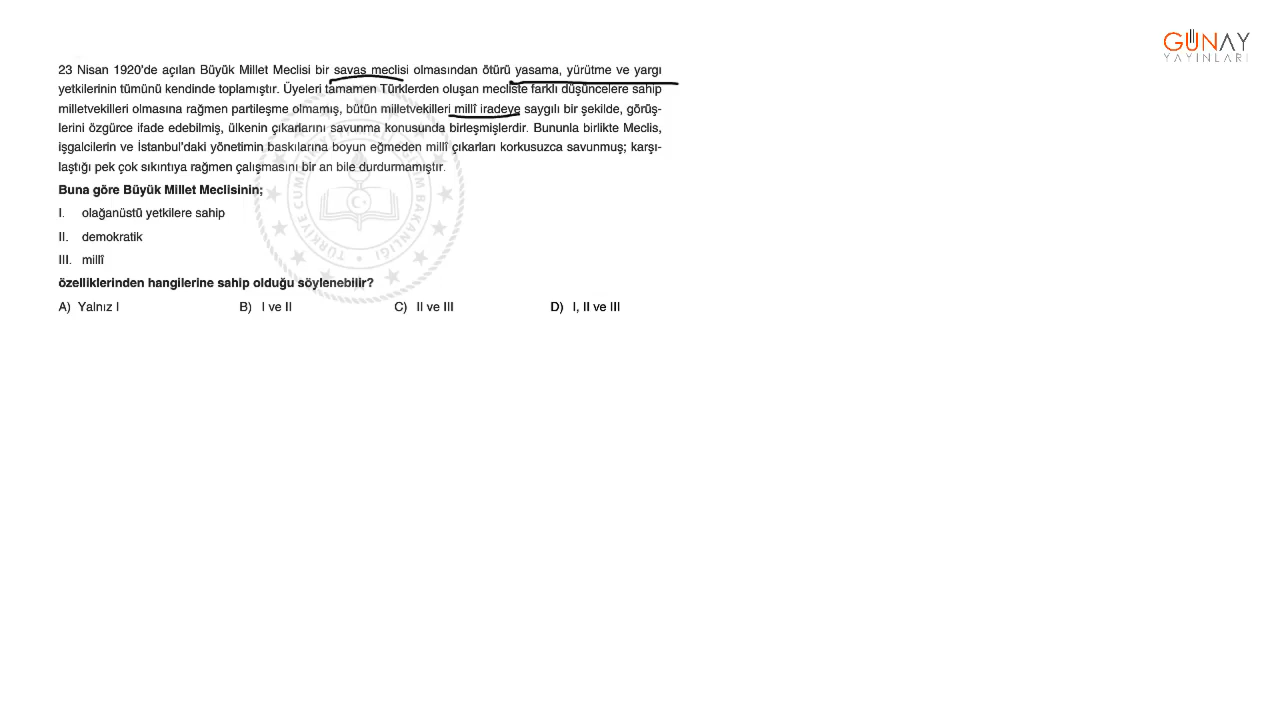 GÜNAY
YAYINLARI
23 Nisan 1920'de açılan Büyük Millet Meclisi bir savaş meclisi olmasından ötürü yasama, yürütme ve yargı
yetkilerinin tümünü kendinde toplamıştır. Üyeleri tamamen Türklerden oluşan mecliste farklı düşüncelere sahip
milletvekilleri olmasına rağmen partileşme olmamış, bütün milletvekilleri millî iradeye saygılı bir şekilde, görüş-
lerini özgürce ifade edebilmiş, ülkenin çıkarlarını savunma konusunda birleşmişlerdir. Bununla birlikte Meclis,
işgalcilerin ve İstanbul'daki yönetimin baskılarına boyun eğmeden millî çıkarları korkusuzca savunmuş; karşı-
laştığı pek çok sıkıntıya rağmen çalışmasını bir an bile durdurmamıştır.
Buna göre Büyük Millet Meclisinin;
I. olağanüstü yetkilere sahip
II. demokratik
III. millî
özelliklerinden hangilerine sahip olduğu söylenebilir?
A) Yalnız I B) I ve II C) II ve III D) I, II ve III